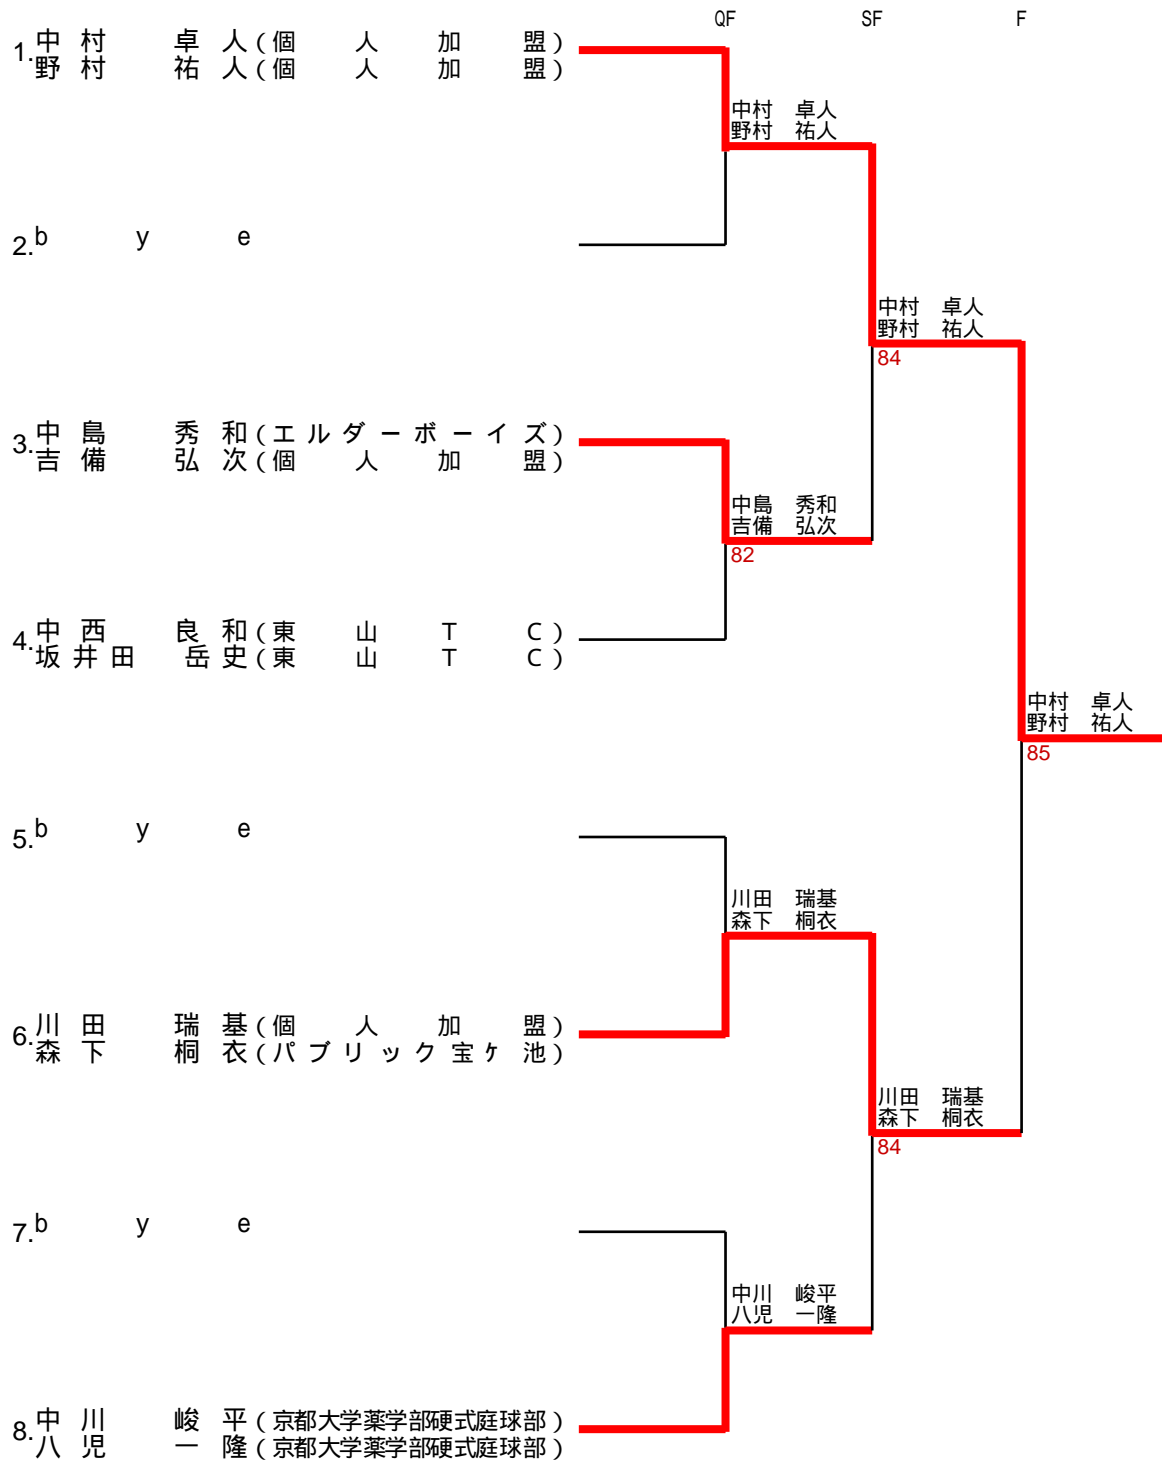 QF SF F
1. 中村 卓人(個人加盟)
野村 祐人(個人加盟)
中村 卓人
野村 祐人
2. bye
中村 卓人
野村 祐人
84
3. 中島 秀和(エルダーボーイズ)
吉備 弘次(個人加盟)
中島 秀和
吉備 弘次
82
4. 中西 良和(東山TC)
坂井田 岳史(東山TC)
中村 卓人
野村 祐人
85
5. bye
川田 瑞基
森下 桐衣
6. 川田 瑞基(個人加盟)
森下 桐衣(パブリック宝ヶ池)
川田 瑞基
森下 桐衣
84
7. bye
中川 峻平
八児 一隆
8. 中川 峻平(京都大学薬学部硬式庭球部)
八児 一隆(京都大学薬学部硬式庭球部)